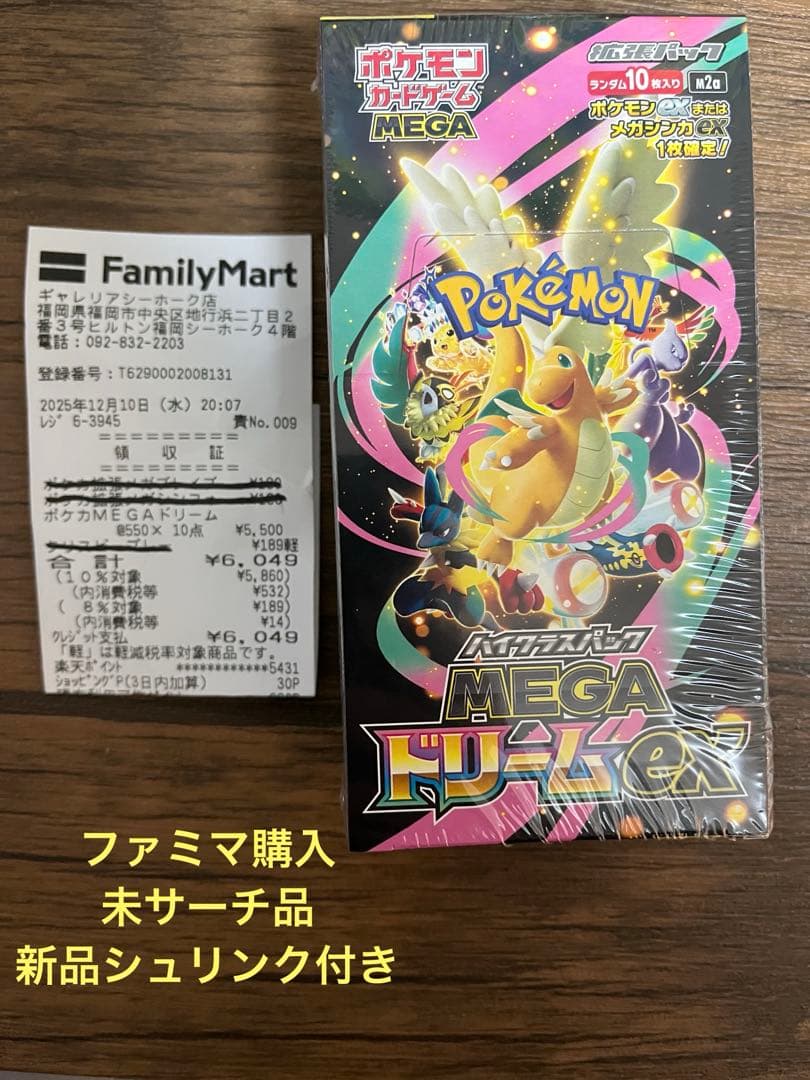 FamilyMart
ギャレリアシーホーク店
福岡県福岡市中央区地行浜二丁目2
番3号ヒルトン福岡シーホーク4階
電話：092-832-2203
登録番号：T6290002008131
2025年12月10日（水）20:07
レジ 6-3945 責No.009
＝＝＝＝＝＝＝＝＝
領 収 証
＝＝＝＝＝＝＝＝＝
ポケカMEGAドリーム
@550× 10点 ¥5,500
¥189軽
合 計 ¥6,049
(10%対象 ¥5,860)
(内消費税等 ¥532)
( 8%対象 ¥189)
(内消費税等 ¥14)
クレジット支払 ¥6,049
「軽」は軽減税率対象商品です。
楽天ポイント ************5431
ショッピングP(3日内加算) 30P
ポケモン
カードゲーム
MEGA
拡張パック
ランダム10枚入り M2a
ポケモンexまたは
メガシンカex
1枚確定!
POKéMON
TM
ハイクラスパック
MEGA
ドリームex
ファミマ購入
未サーチ品
新品シュリンク付き